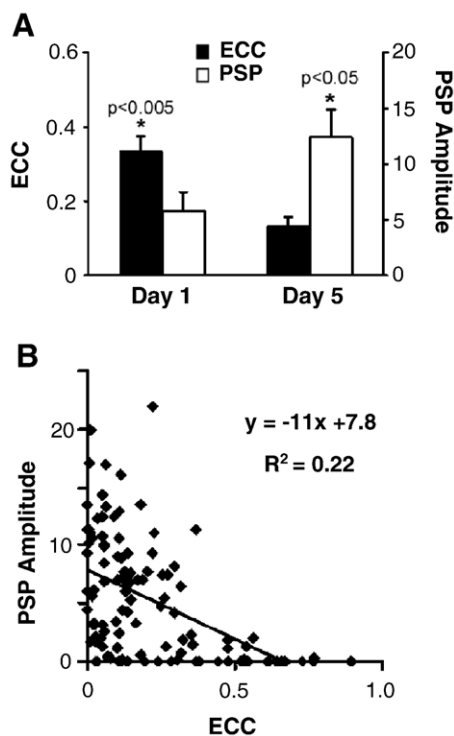 A
ECC
PSP
0.6
0.4
0.2
0
ECC
20
15
10
5
0
PSP Amplitude
p<0.005
*
p<0.05
*
Day 1
Day 5
B
20
10
0
PSP Amplitude
y = -11x +7.8
R² = 0.22
0
0.5
1.0
ECC